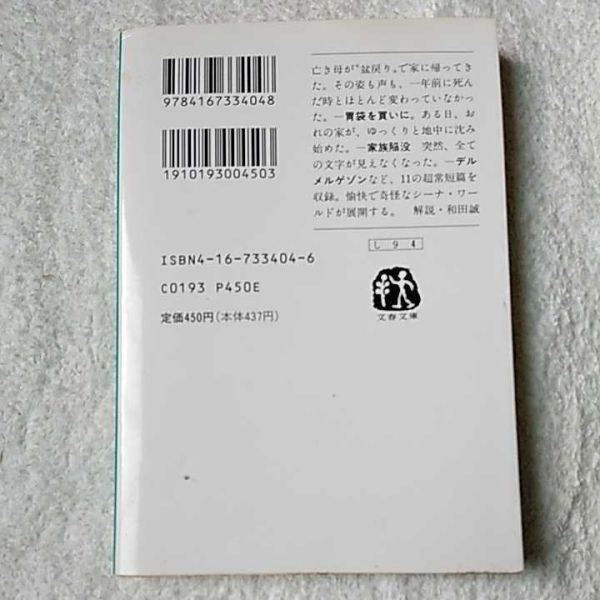 9784167334048
1910193004503
亡き母が"盆戻り"で家に帰ってき
た。その姿も声も、一年前に死ん
だ時とほとんど変わっていなかっ
た。—胃袋を買いに。ある日、お
れの家が、ゆっくりと地中に沈み
始めた。—家族陥没　突然、全て
の文字が見えなくなった。—デル
メルゲゾンなど、11の超常短篇を
収録。愉快で奇怪なシーナ・ワー
ルドが展開する。　解説・和田誠
し 9 4
ISBN4-16-733404-6
C0193 P450E
定価450円(本体437円)
文春文庫